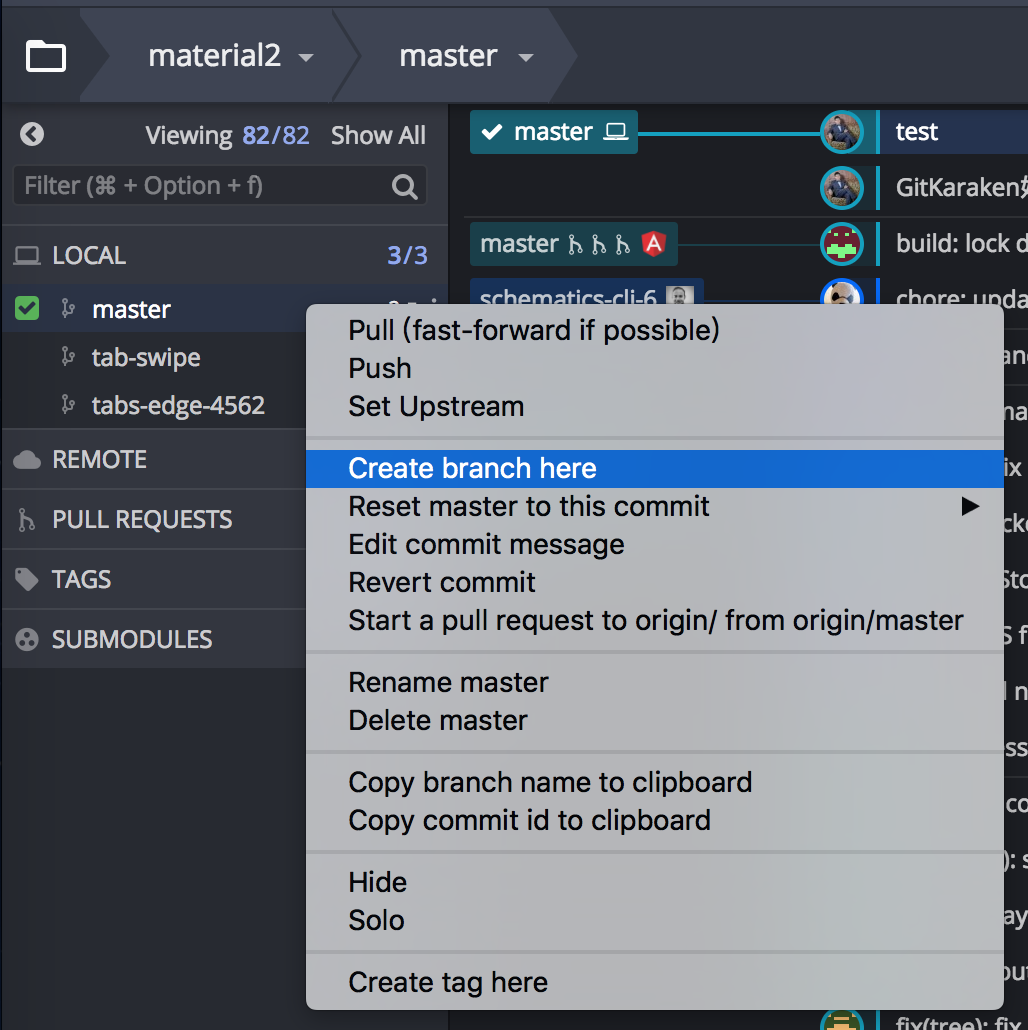 material2
master
Viewing 82/82 Show All
Filter (⌘ + Option + f)
LOCAL 3/3
master
tab-swipe
tabs-edge-4562
REMOTE
PULL REQUESTS
TAGS
SUBMODULES
master test
GitKaraken
master build: lock
schematics-cli-6 chore:
Pull (fast-forward if possible)
Push
Set Upstream
Create branch here
Reset master to this commit
Edit commit message
Revert commit
Start a pull request to origin/ from origin/master
Rename master
Delete master
Copy branch name to clipboard
Copy commit id to clipboard
Hide
Solo
Create tag here
fix(tree): fix